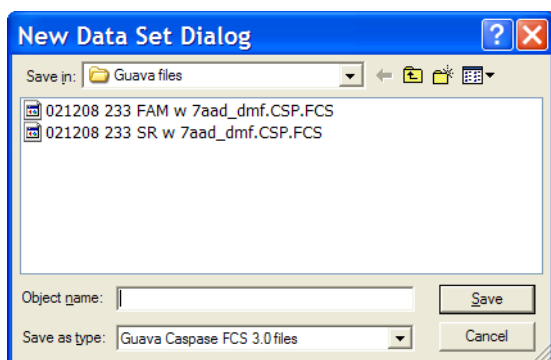 New Data Set Dialog
Save in: Guava files
021208 233 FAM w 7aad_dmf.CSP.FCS
021208 233 SR w 7aad_dmf.CSP.FCS
Object name: Save
Save as type: Guava Caspase FCS 3.0 files Cancel